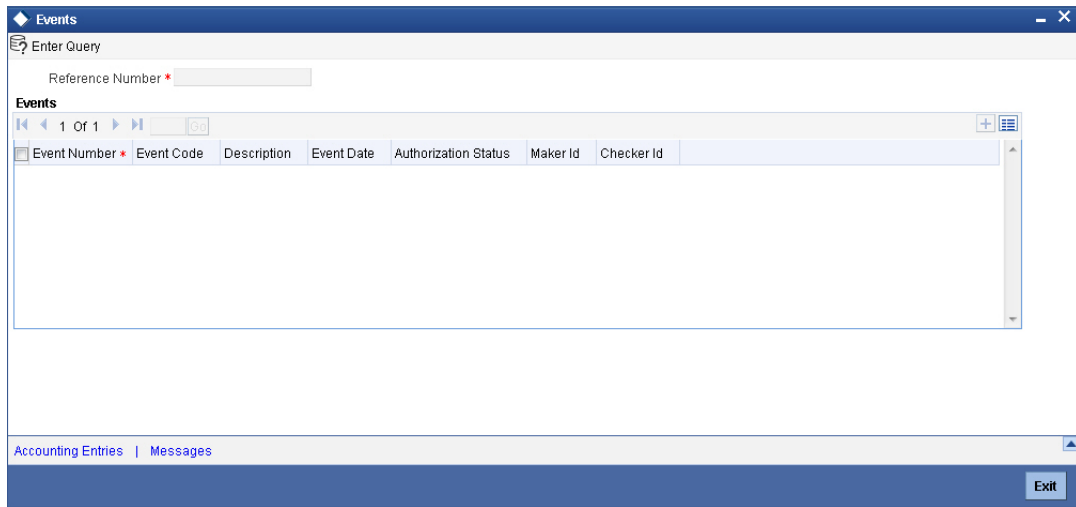 Events
Enter Query
Reference Number *
Events
1 Of 1 Go
Event Number * Event Code Description Event Date Authorization Status Maker Id Checker Id
Accounting Entries | Messages
Exit